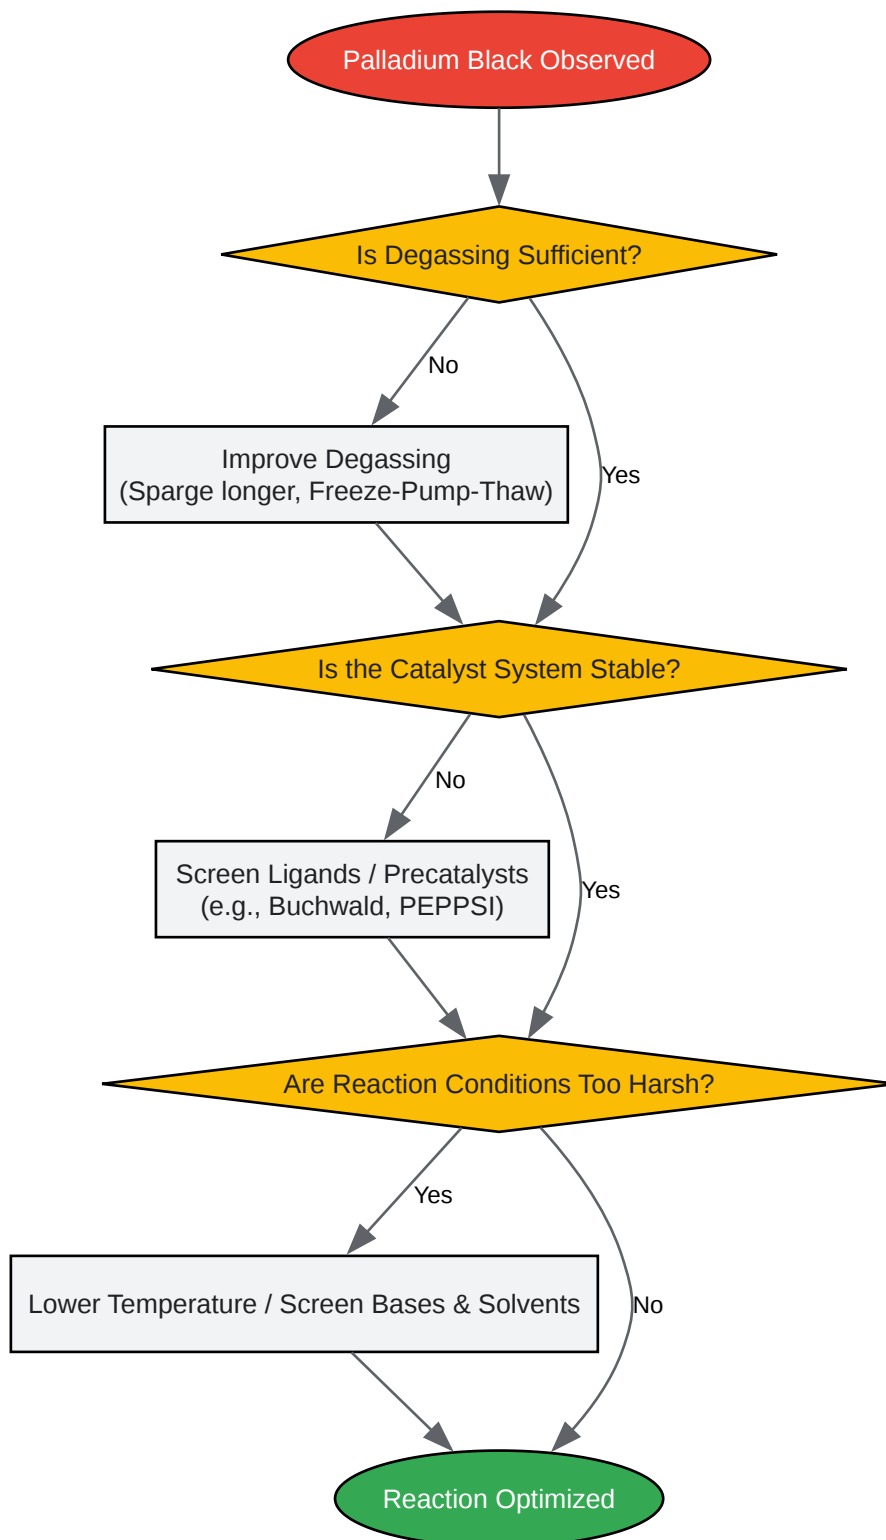 Palladium Black Observed
Is Degassing Sufficient?
No
Improve Degassing
(Sparge longer, Freeze-Pump-Thaw)
Yes
Is the Catalyst System Stable?
No
Screen Ligands / Precatalysts
(e.g., Buchwald, PEPPSI)
Yes
Are Reaction Conditions Too Harsh?
Yes
Lower Temperature / Screen Bases & Solvents
No
Reaction Optimized